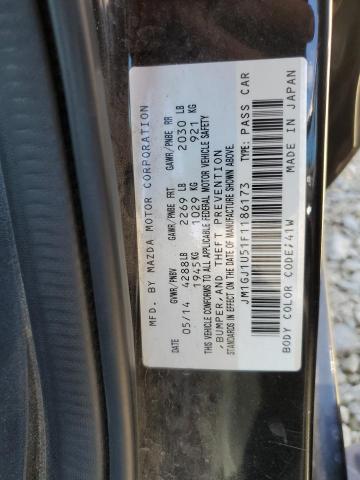 MFD. BY MAZDA MOTOR CORPORATION
DATE GVWR/PNBV GAWR/PNBE FRT GAWR/PNBE RR
05/14 4288LB 2269 LB 2030 LB
1945KG 1029 KG 921 KG
THIS VEHICLE CONFORMS TO ALL APPLICABLE FEDERAL MOTOR VEHICLE SAFETY
,BUMPER,AND THEFT PREVENTION
STANDARDS IN EFFECT ON THE DATE OF MANUFACTURE SHOWN ABOVE.
JM1GJ1U51F1186173 TYPE: PASS CAR
BODY COLOR CODE:41W MADE IN JAPAN